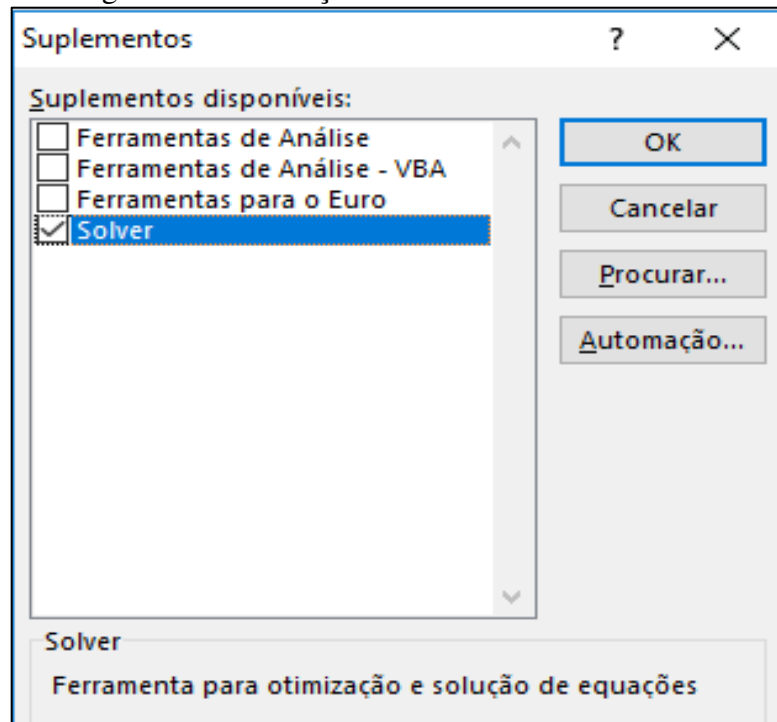 Suplementos ? ×
Suplementos disponíveis:
Ferramentas de Análise
Ferramentas de Análise - VBA
Ferramentas para o Euro
Solver
OK
Cancelar
Procurar...
Automação...
Solver
Ferramenta para otimização e solução de equações